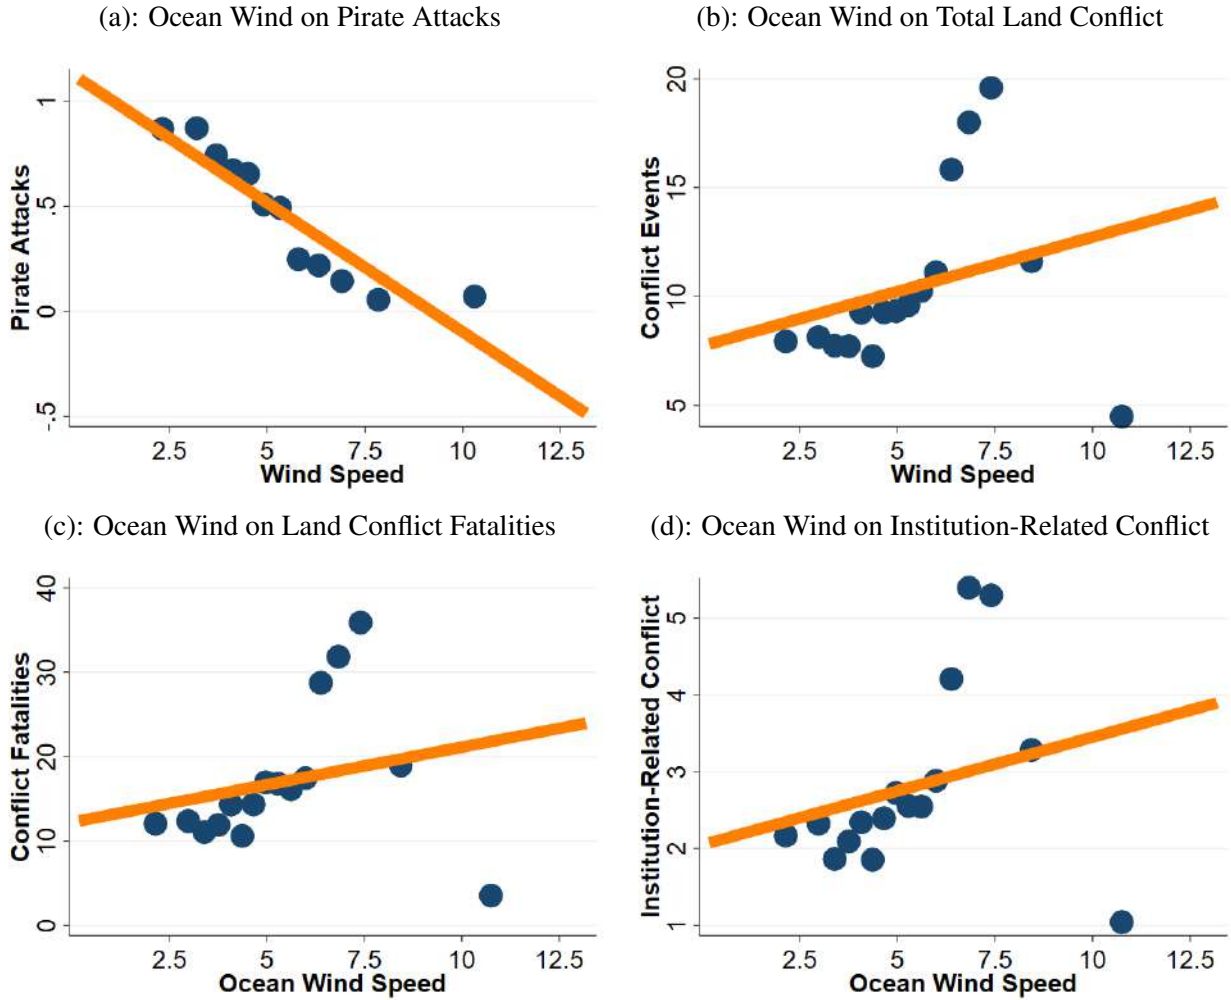 (a): Ocean Wind on Pirate Attacks
Pirate Attacks
1
.5
0
-.5
2.5 5 7.5 10 12.5
Wind Speed
(b): Ocean Wind on Total Land Conflict
Conflict Events
20
15
10
5
2.5 5 7.5 10 12.5
Wind Speed
(c): Ocean Wind on Land Conflict Fatalities
Conflict Fatalities
40
30
20
10
0
2.5 5 7.5 10 12.5
Ocean Wind Speed
(d): Ocean Wind on Institution-Related Conflict
Institution-Related Conflict
5
4
3
2
1
2.5 5 7.5 10 12.5
Ocean Wind Speed